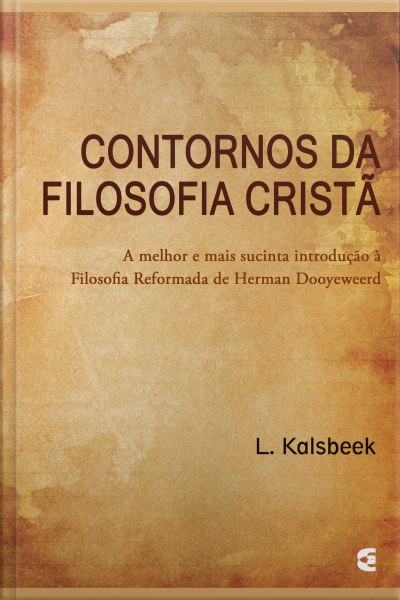 CONTORNOS DA
FILOSOFIA CRISTÃ
A melhor e mais sucinta introdução à
Filosofia Reformada de Herman Dooyeweerd
L. Kalsbeek